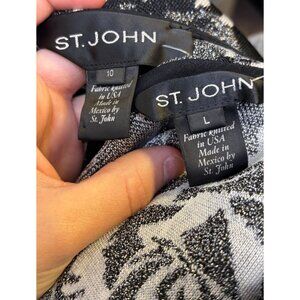 ST. JOHN
10
Fabric knitted
in USA
Made in
Mexico by
St. John
ST. JOHN
L
Fabric knitted
in USA
Made in
Mexico by
St. John